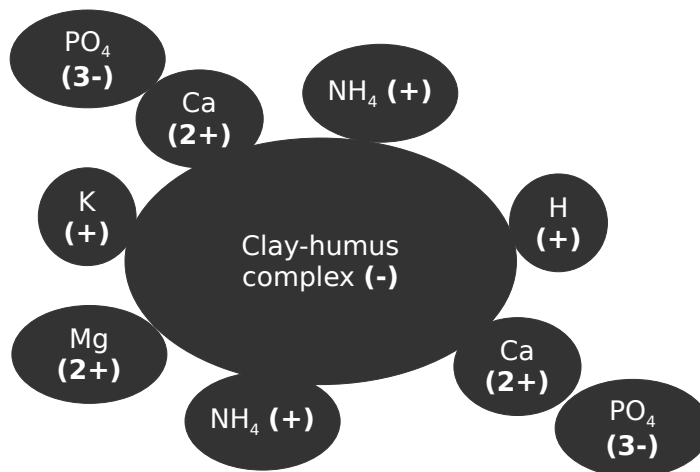 PO₄
(3-)
Ca
(2+)
NH₄ (+)
K
(+)
H
(+)
Clay-humus
complex (-)
Mg
(2+)
Ca
(2+)
NH₄ (+)
PO₄
(3-)